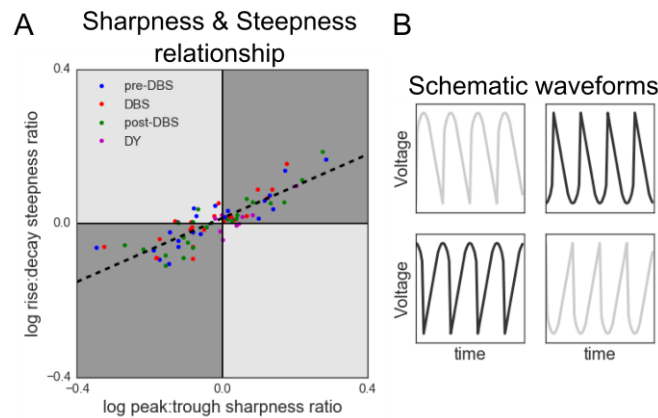 A
Sharpness & Steepness
relationship
0.4
pre-DBS
DBS
post-DBS
DY
log rise:decay steepness ratio
0.0
−0.4
−0.4
0.0
0.4
log peak:trough sharpness ratio
B
Schematic waveforms
Voltage
Voltage
time
time